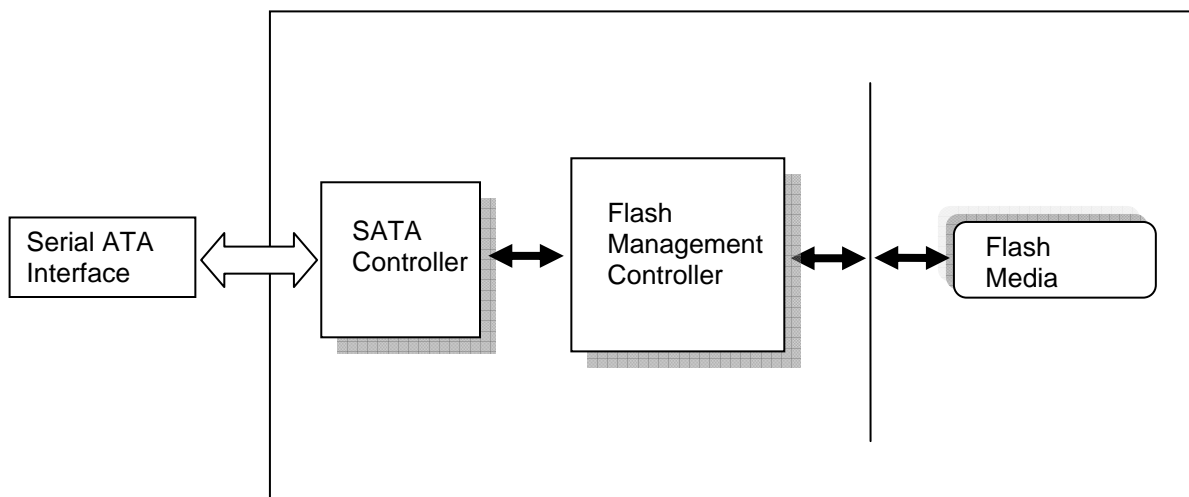 Serial ATA
Interface
SATA
Controller
Flash
Management
Controller
Flash
Media